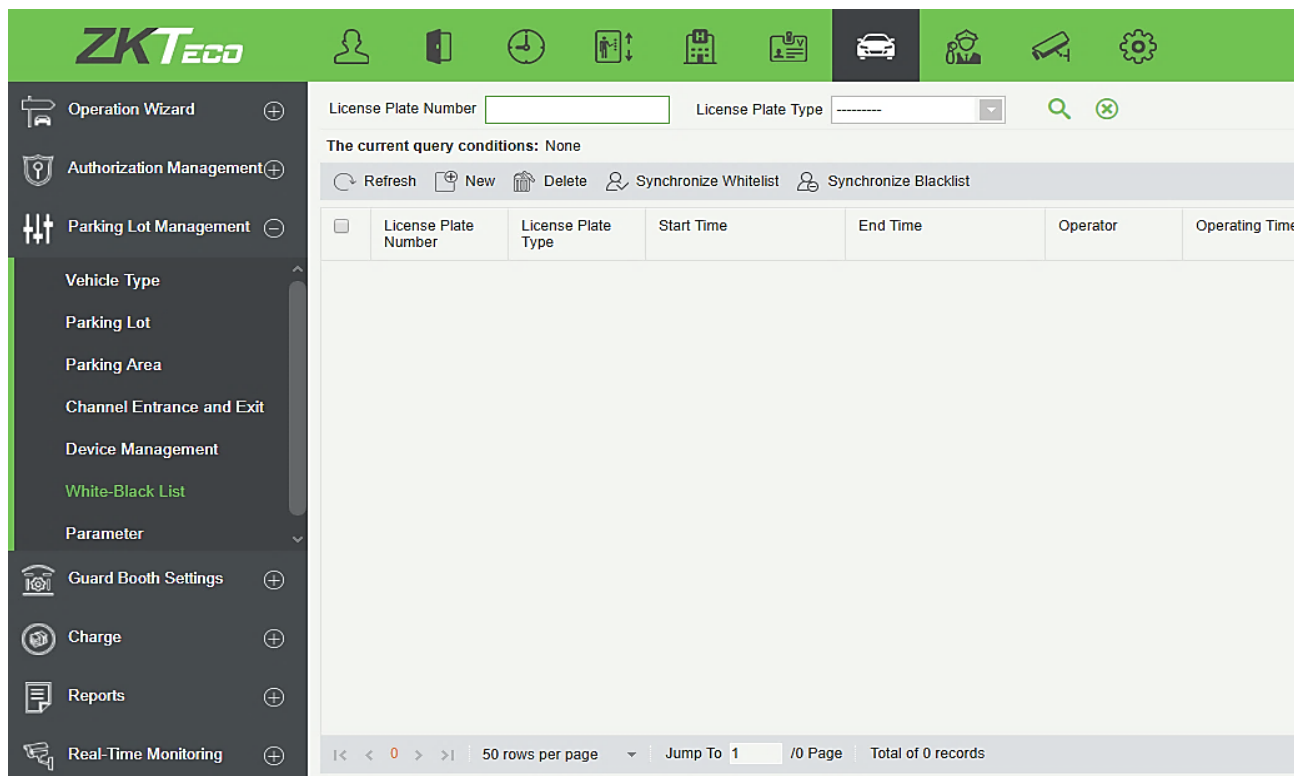 ZKTECO
Operation Wizard
Authorization Management
Parking Lot Management
Vehicle Type
Parking Lot
Parking Area
Channel Entrance and Exit
Device Management
White-Black List
Parameter
Guard Booth Settings
Charge
Reports
Real-Time Monitoring
License Plate Number License Plate Type ---------
The current query conditions: None
Refresh New Delete Synchronize Whitelist Synchronize Blacklist
License Plate Number License Plate Type Start Time End Time Operator Operating Time
|< < 0 > >| 50 rows per page Jump To 1 /0 Page Total of 0 records